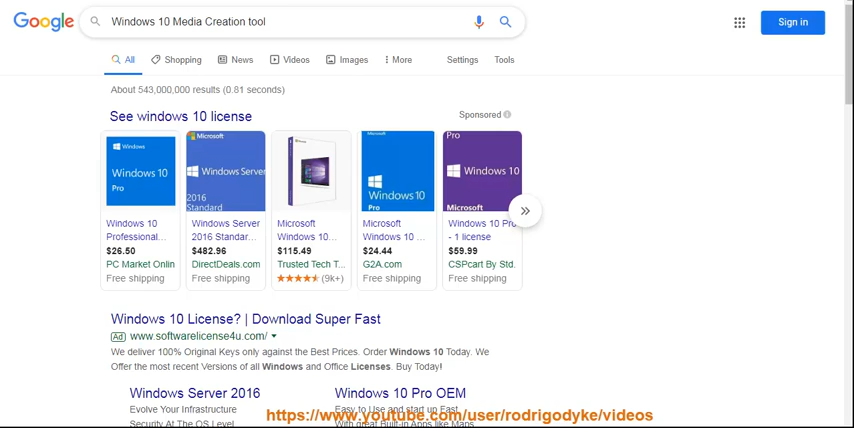 Google
Windows 10 Media Creation tool
Sign in
All
Shopping
News
Videos
Images
More
Settings
Tools
About 543,000,000 results (0.81 seconds)
See windows 10 license
Sponsored
Windows
Windows 10
Pro
Microsoft
Windows Server
2016
Standard
Microsoft
Windows 10
Pro
Pro
Windows 10
Microsoft
Windows 10
Professional...
$26.50
PC Market Onlin
Free shipping
Windows Server
2016 Standar...
$482.96
DirectDeals.com
Free shipping
Microsoft
Windows 10...
$115.49
Trusted Tech T...
(9k+)
Microsoft
Windows 10 ...
$24.44
G2A.com
Free shipping
Windows 10 Pro
- 1 license
$59.99
CSPcart By Std.
Free shipping
Windows 10 License? | Download Super Fast
Ad www.softwarelicense4u.com/
We deliver 100% Original Keys only against the Best Prices. Order Windows 10 Today. We
Offer the most recent Versions of all Windows and Office Licenses. Buy Today!
Windows Server 2016
Evolve Your Infrastructure
Security At The OS Level
Windows 10 Pro OEM
Easy to Use and start up Fast
With great Built-in Apps like Maps
https://www.youtube.com/user/rodrigodyke/videos